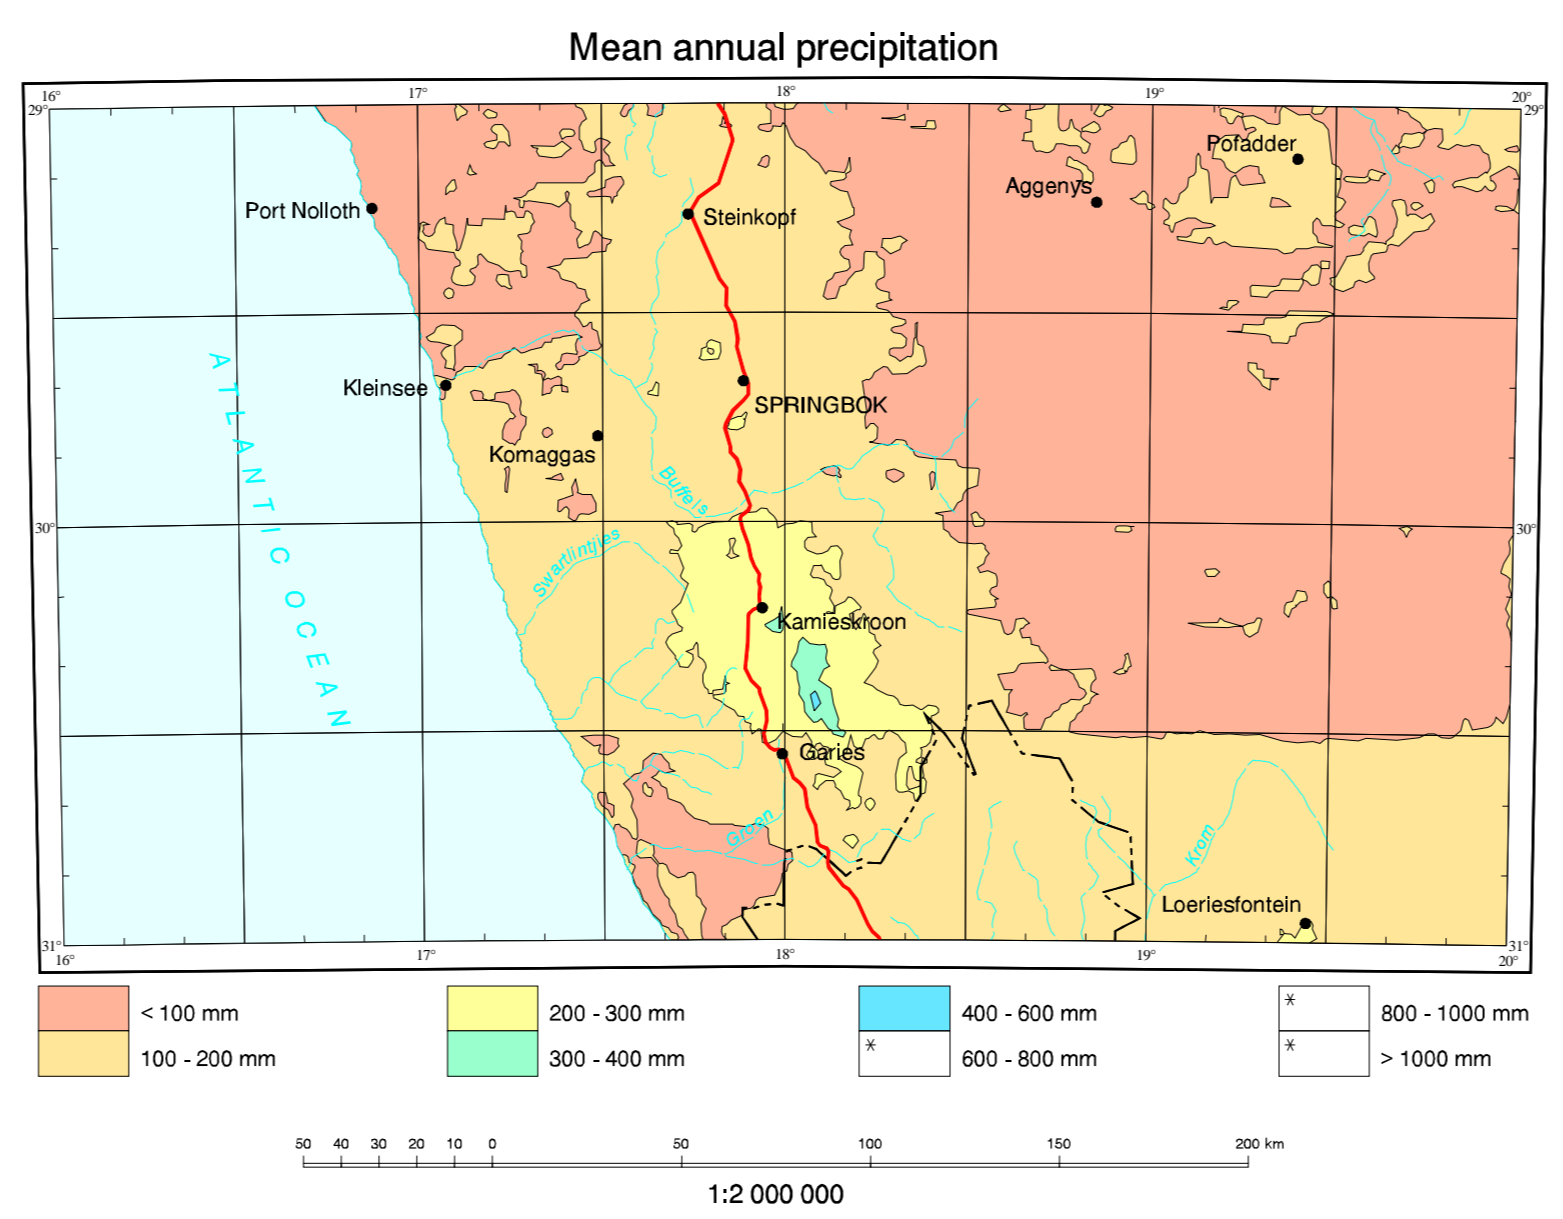 Mean annual precipitation
16° 17° 18° 19° 20°
29° 29°
Pofadder
Aggenys
Port Nolloth
Steinkopf
ATLANTIC OCEAN
Kleinsee
SPRINGBOK
Komaggas
Buffels
30° 30°
Swartlintjies
Kamieskroon
Garies
Groen
Krom
Loeriesfontein
31° 31°
16° 17° 18° 19° 20°
< 100 mm 200 - 300 mm 400 - 600 mm * 800 - 1000 mm
100 - 200 mm 300 - 400 mm * 600 - 800 mm * > 1000 mm
50 40 30 20 10 0 50 100 150 200 km
1:2 000 000